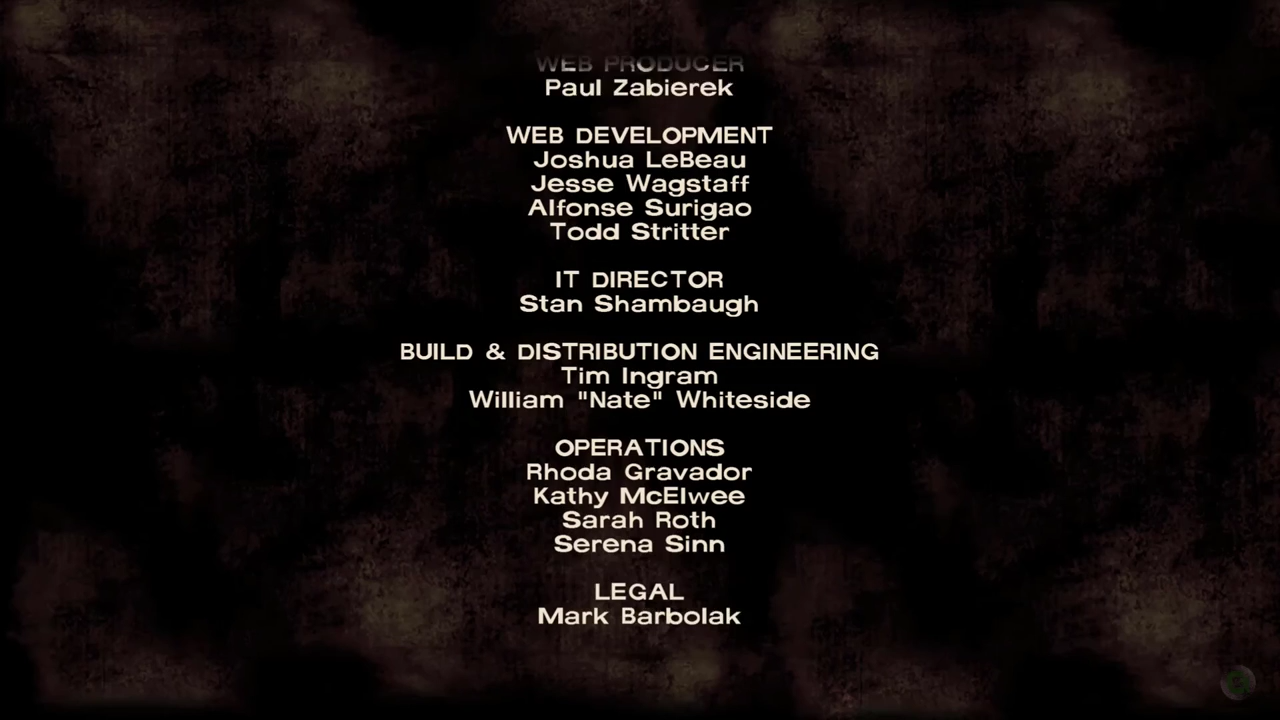 WEB PRODUCER
Paul Zabierek
WEB DEVELOPMENT
Joshua LeBeau
Jesse Wagstaff
Alfonse Surigao
Todd Stritter
IT DIRECTOR
Stan Shambaugh
BUILD & DISTRIBUTION ENGINEERING
Tim Ingram
William "Nate" Whiteside
OPERATIONS
Rhoda Gravador
Kathy McElwee
Sarah Roth
Serena Sinn
LEGAL
Mark Barbolak